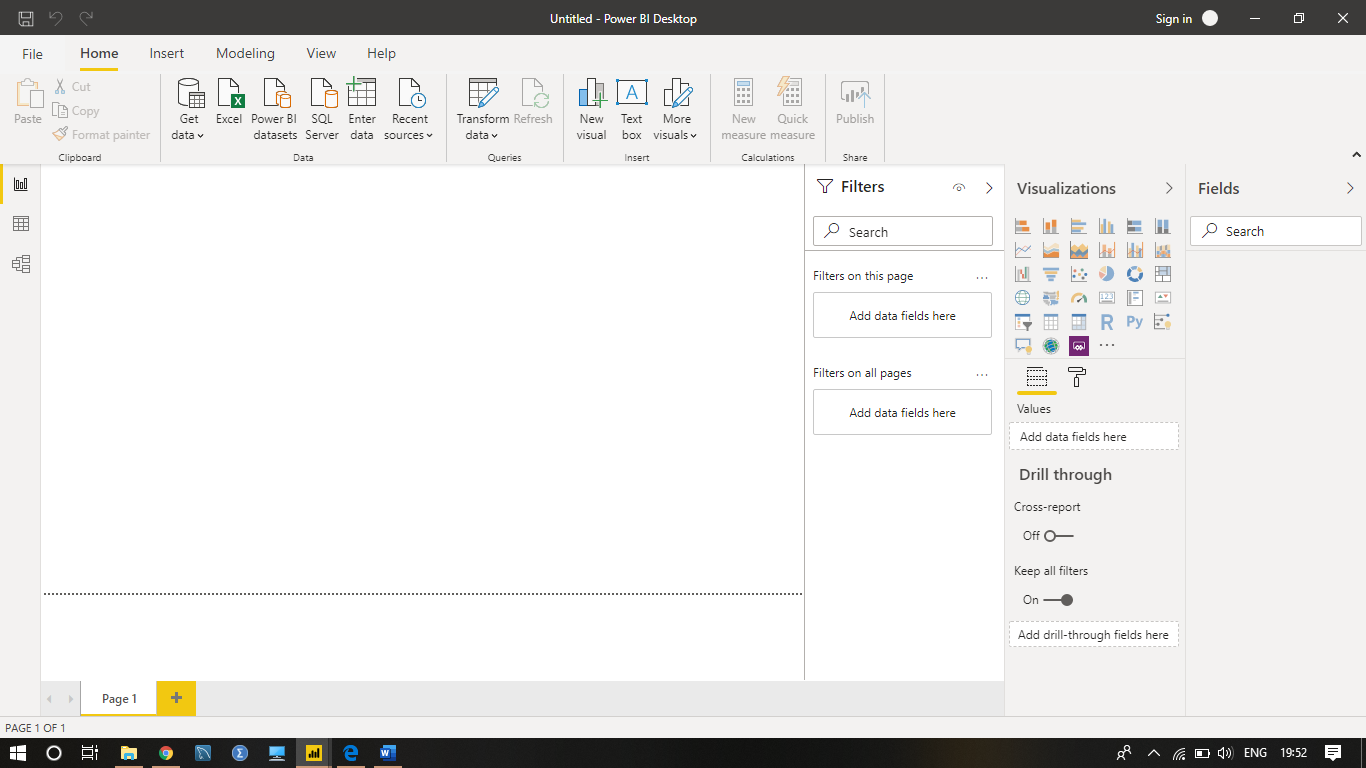 Untitled - Power BI Desktop
Sign in
File Home Insert Modeling View Help
Paste
Cut
Copy
Format painter
Clipboard
Get data
Excel
Power BI datasets
SQL Server
Enter data
Recent sources
Data
Transform data
Refresh
Queries
New visual
Text box
More visuals
Insert
New measure
Quick measure
Calculations
Publish
Share
Filters
Search
Filters on this page
Add data fields here
Filters on all pages
Add data fields here
Visualizations
123
R
Py
Values
Add data fields here
Drill through
Cross-report
Off
Keep all filters
On
Add drill-through fields here
Fields
Search
Page 1
PAGE 1 OF 1
ENG
19:52